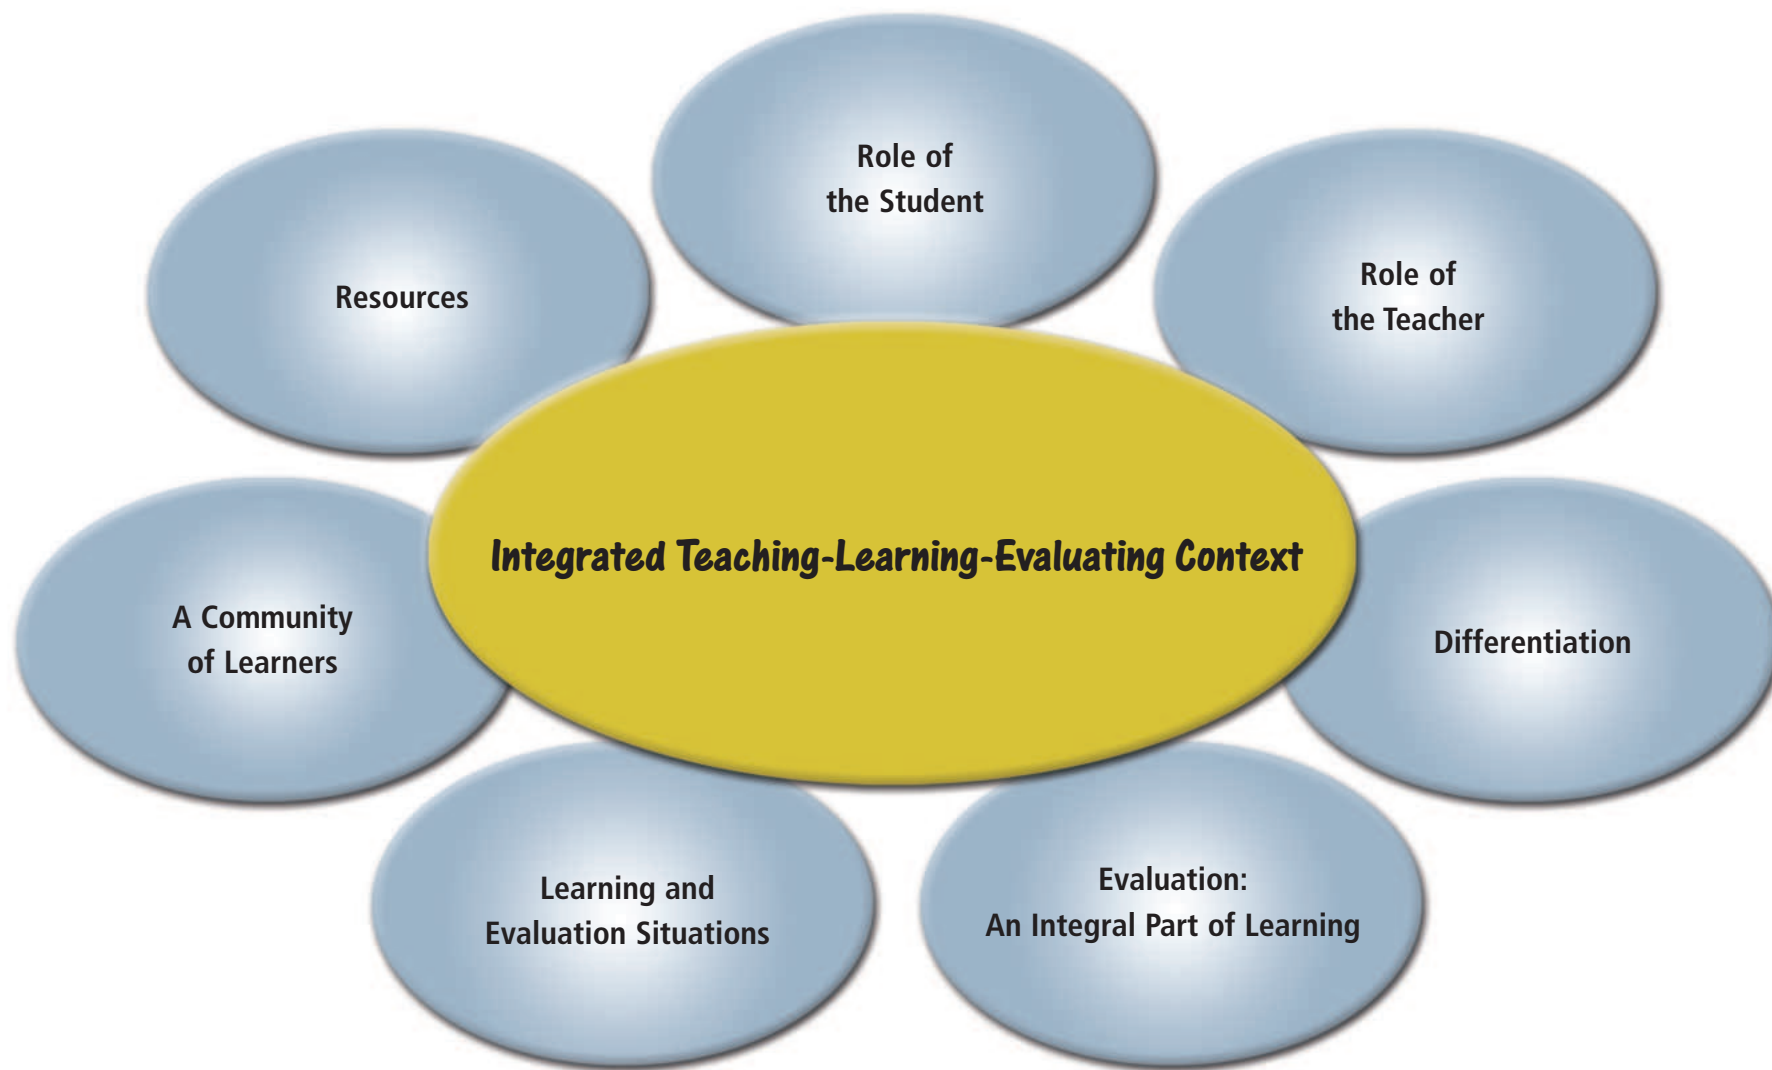 Role of
the Student
Resources
Role of
the Teacher
Integrated Teaching-Learning-Evaluating Context
A Community
of Learners
Differentiation
Learning and
Evaluation Situations
Evaluation:
An Integral Part of Learning